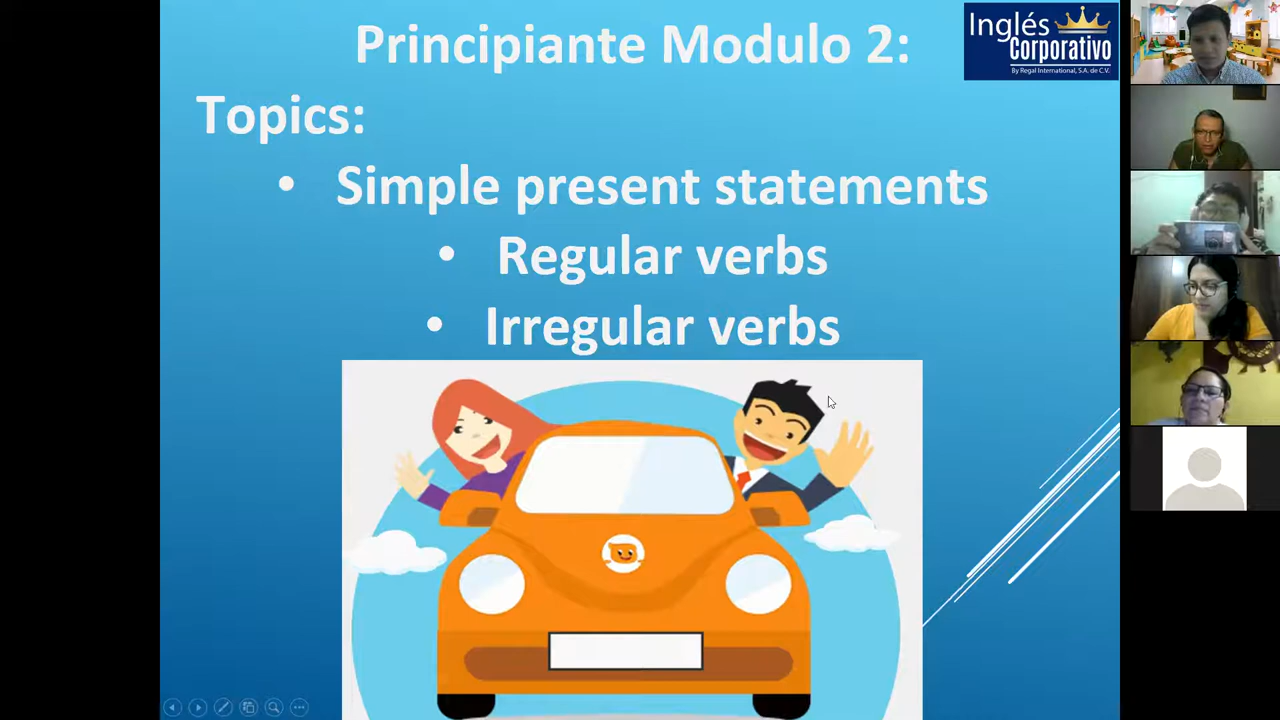 Principiante Modulo 2:
Inglés
Corporativo
By Regal International, S.A. de C.V.
Topics:
• Simple present statements
• Regular verbs
• Irregular verbs